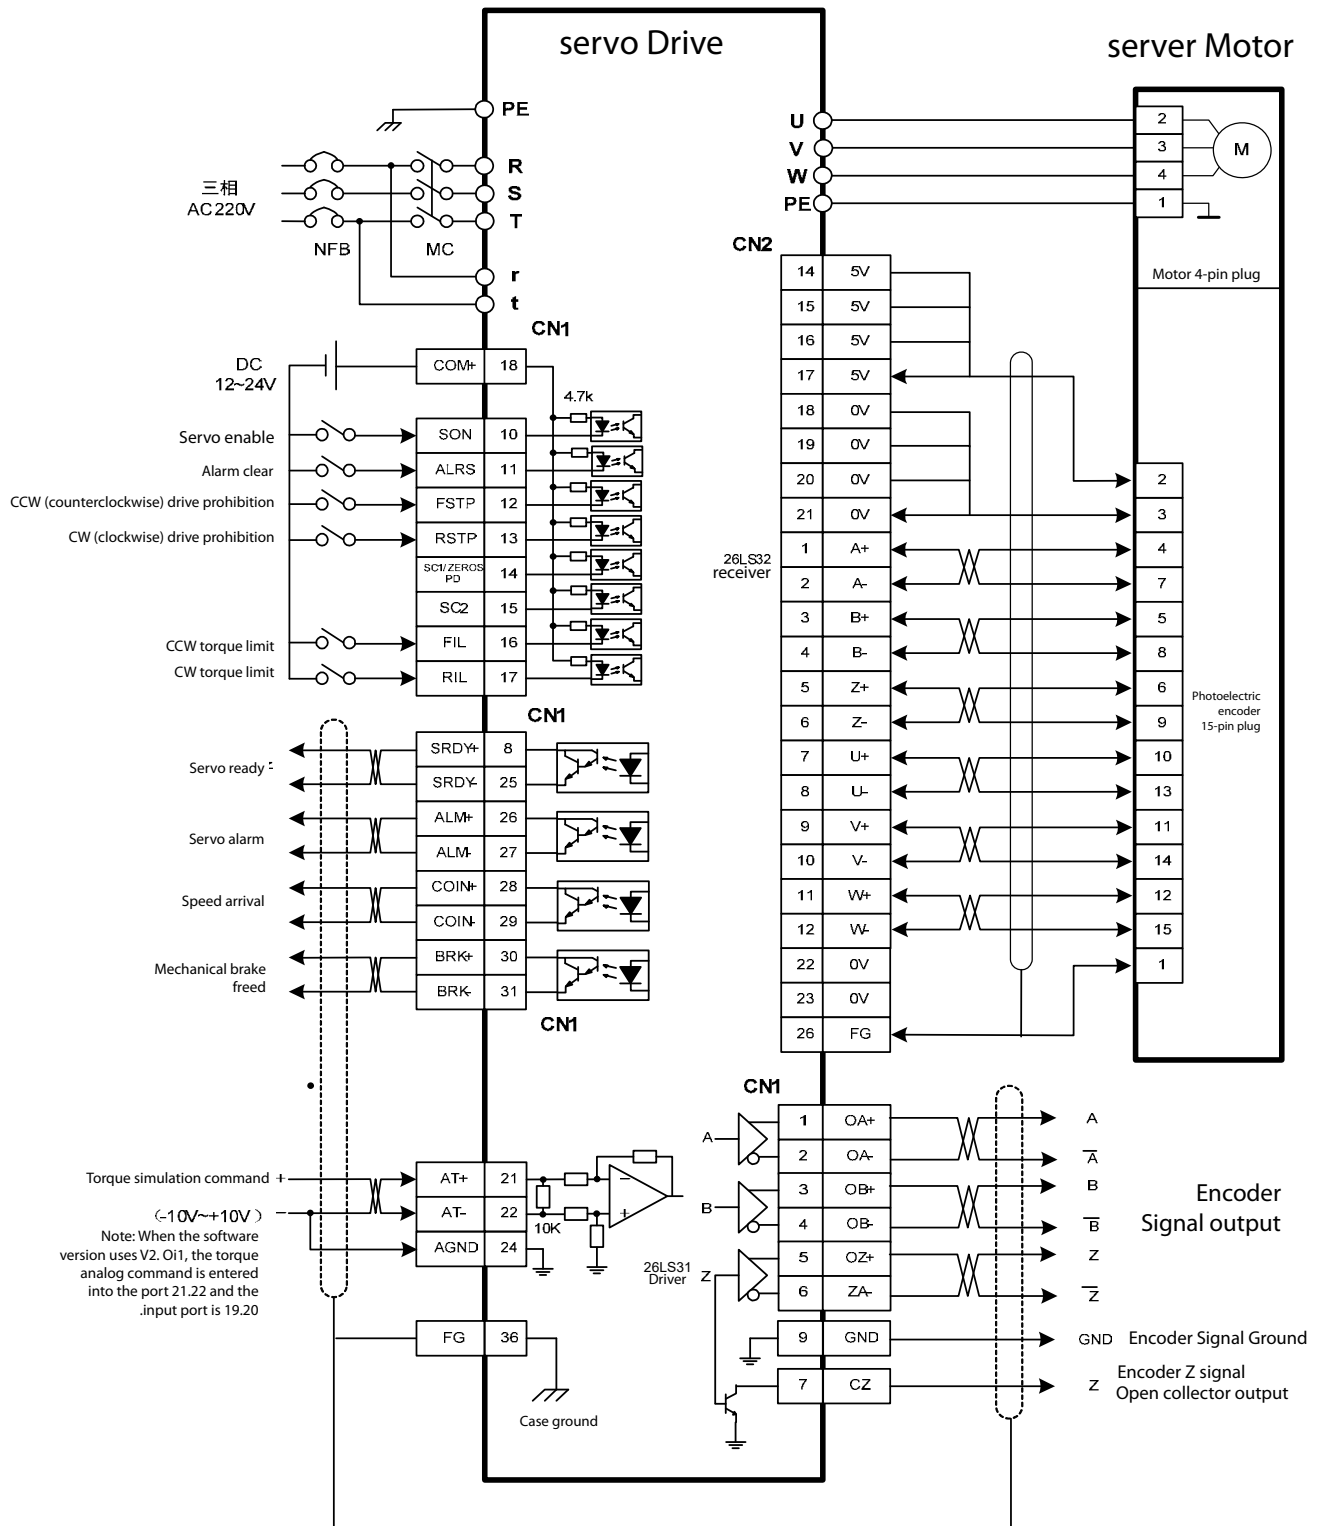 servo Drive
server Motor
PE
R
S
T
三相
AC220V
NFB
MC
r
t
U
V
W
PE
2
3
4
1
M
Motor 4-pin plug
CN1
DC
12~24V
COM+ 18
4.7k
Servo enable
SON 10
Alarm clear
ALRS 11
CCW (counterclockwise) drive prohibition
FSTP 12
CW (clockwise) drive prohibition
RSTP 13
SC1/ZEROS
PD
14
SC2 15
CCW torque limit
FIL 16
CW torque limit
RIL 17
CN1
Servo ready :
SRDY+ 8
SRDY- 25
Servo alarm
ALM+ 26
ALM- 27
Speed arrival
COIN+ 28
COIN- 29
Mechanical brake
freed
BRK+ 30
BRK- 31
CN1
Torque simulation command +
(-10V~+10V ) −
Note: When the software
version uses V2. Oi1, the torque
analog command is entered
into the port 21.22 and the
.input port is 19.20
AT+ 21
AT- 22
AGND 24
10K
−
+
FG 36
Case ground
CN2
14 5V
15 5V
16 5V
17 5V
18 0V
19 0V
20 0V
21 0V
1 A+
2 A-
3 B+
4 B-
5 Z+
6 Z-
7 U+
8 U-
9 V+
10 V-
11 W+
12 W-
22 0V
23 0V
26 FG
26LS32
receiver
2
3
4
7
5
8
6
9
10
13
11
14
12
15
1
Photoelectric
encoder
15-pin plug
CN1
A
B
Z
26LS31
Driver
1 OA+
2 OA-
3 OB+
4 OB-
5 OZ+
6 ZA-
9 GND
7 CZ
A
A̅
B
B̅
Z
Z̅
Encoder
Signal output
GND Encoder Signal Ground
Z
Encoder Z signal
Open collector output